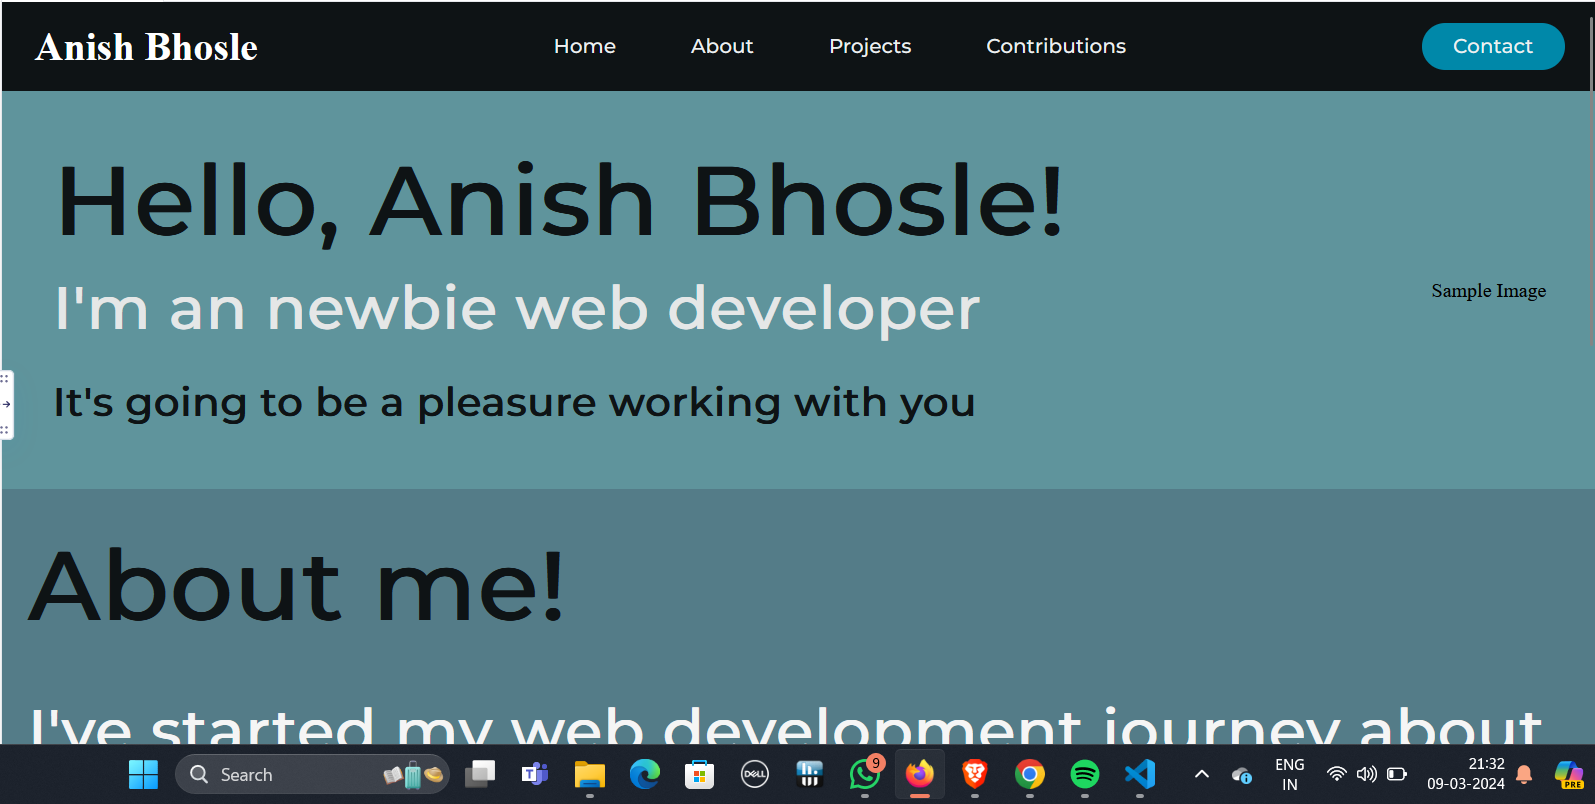 Anish Bhosle Home About Projects Contributions Contact
Hello, Anish Bhosle!
I'm an newbie web developer
Sample Image
It's going to be a pleasure working with you
About me!
I've started my web development journey about
Search
DELL
9
ENG
IN
21:32
09-03-2024
PRE